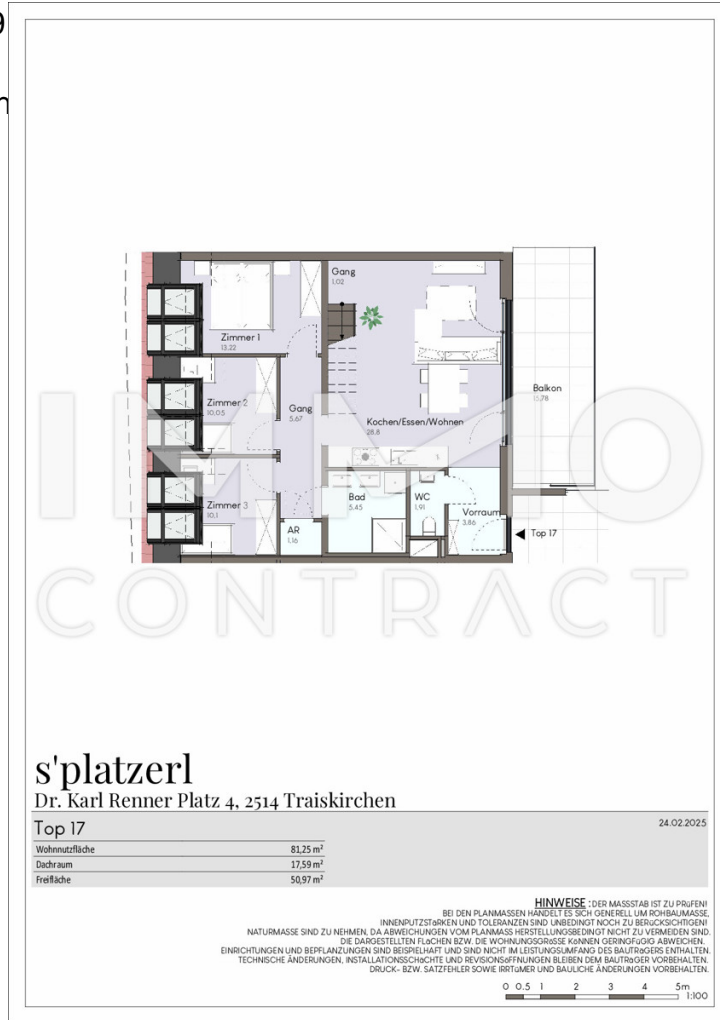 9
n
Gang
1,02
Zimmer 1
13,22
Zimmer 2
10,05
Gang
5,67
Balkon
15,78
Kochen/Essen/Wohnen
28,8
IMMO
Zimmer 3
10,1
Bad
5,45
WC
1,91
Vorraum
3,86
AR
1,16
Top 17
CONTRACT
s'platzerl
Dr. Karl Renner Platz 4, 2514 Traiskirchen
Top 17
24.02.2025
Wohnnutzfläche 81,25 m²
Dachraum 17,59 m²
Freifläche 50,97 m²
HINWEISE : DER MASSSTAB IST ZU PRüFEN!
BEI DEN PLANMASSEN HANDELT ES SICH GENERELL UM ROHBAUMASSE,
INNENPUTZSTäRKEN UND TOLERANZEN SIND UNBEDINGT NOCH ZU BERüCKSICHTIGEN!
NATURMASSE SIND ZU NEHMEN, DA ABWEICHUNGEN VOM PLANMASS HERSTELLUNGSBEDINGT NICHT ZU VERMEIDEN SIND.
DIE DARGESTELLTEN FLäCHEN BZW. DIE WOHNUNGSGRöSSE KöNNEN GERINGFüGIG ABWEICHEN.
EINRICHTUNGEN UND BEPFLANZUNGEN SIND BEISPIELHAFT UND SIND NICHT IM LEISTUNGSUMFANG DES BAUTRäGERS ENTHALTEN.
TECHNISCHE ÄNDERUNGEN, INSTALLATIONSSCHäCHTE UND REVISIONSöFFNUNGEN BLEIBEN DEM BAUTRäGER VORBEHALTEN.
DRUCK- BZW. SATZFEHLER SOWIE IRRTüMER UND BAULICHE ÄNDERUNGEN VORBEHALTEN.
0 0.5 1 2 3 4 5m
1:100